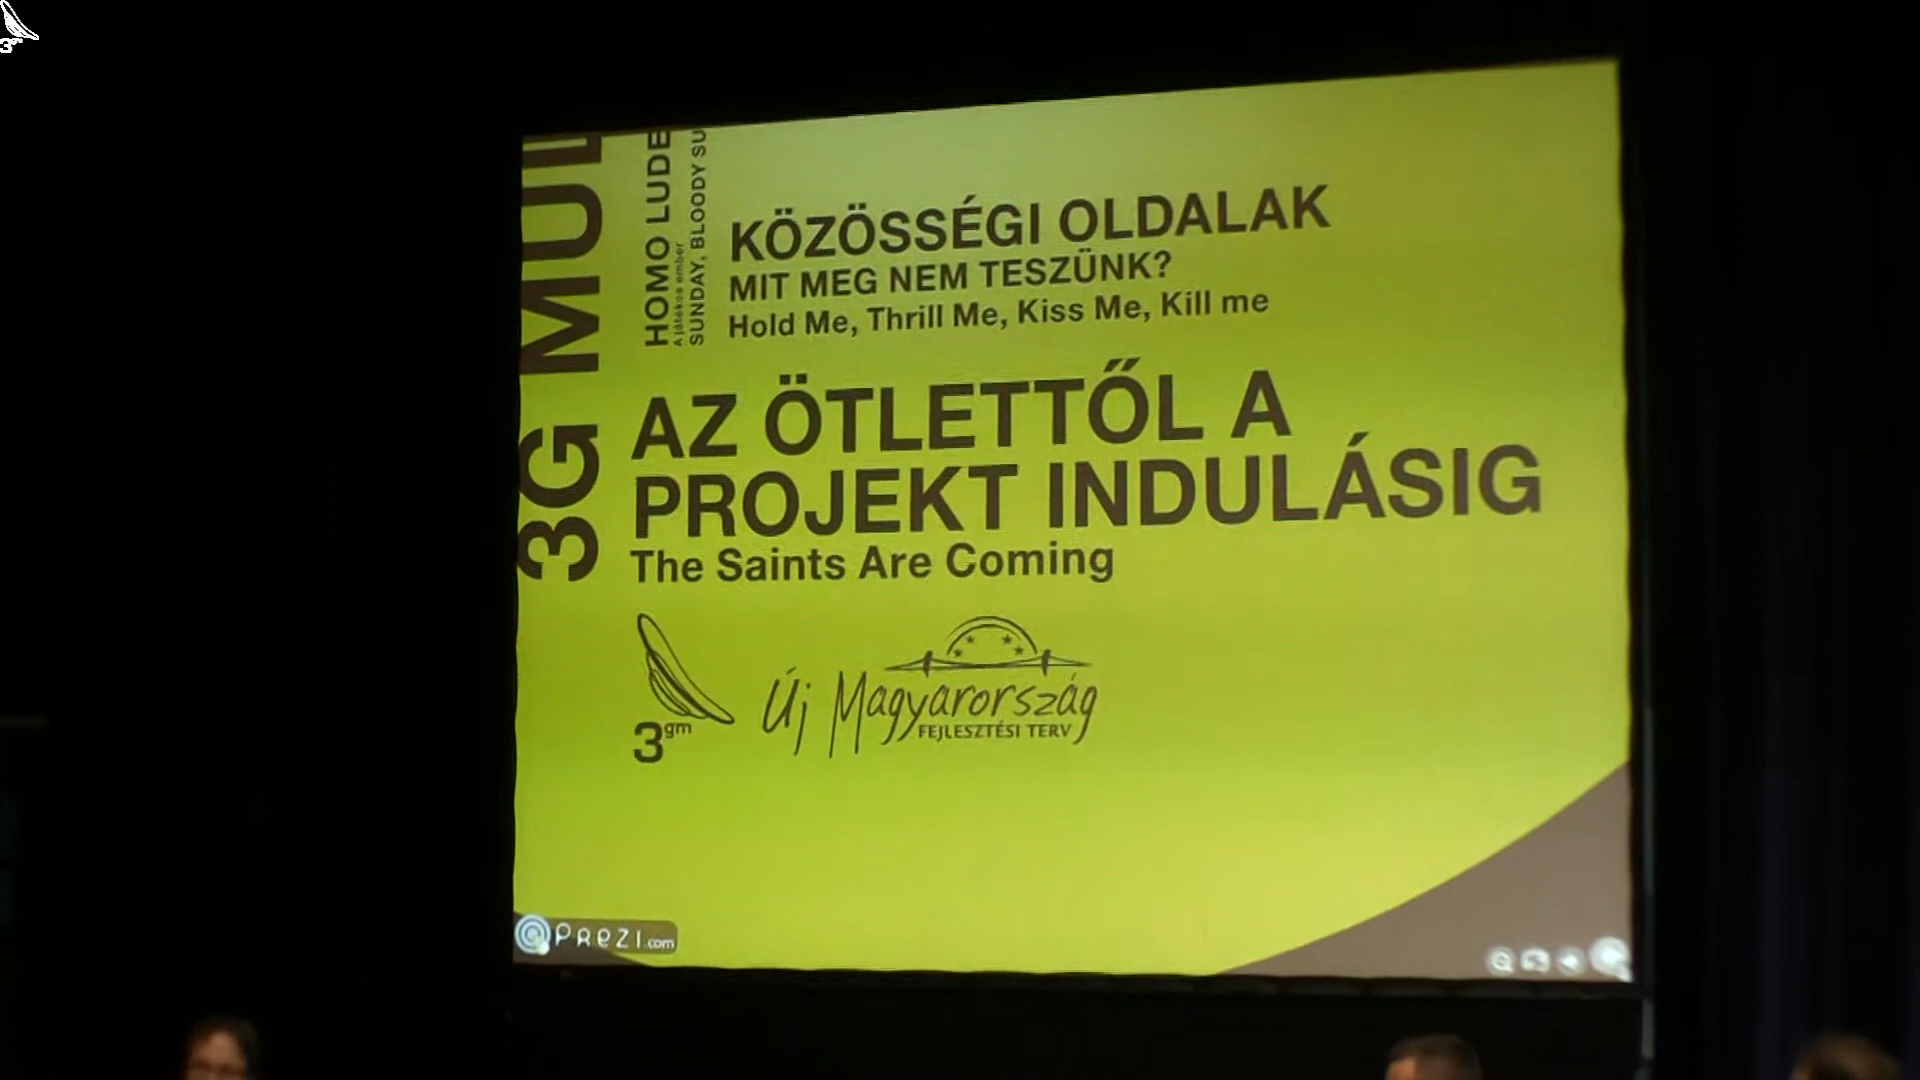 3gm
3G MUL
HOMO LUDE
A játékos ember
SUNDAY, BLOODY SU
KÖZÖSSÉGI OLDALAK
MIT MEG NEM TESZÜNK?
Hold Me, Thrill Me, Kiss Me, Kill me
AZ ÖTLETTŐL A
PROJEKT INDULÁSIG
The Saints Are Coming
3gm
Új Magyarország
FEJLESZTÉSI TERV
PREZI.com